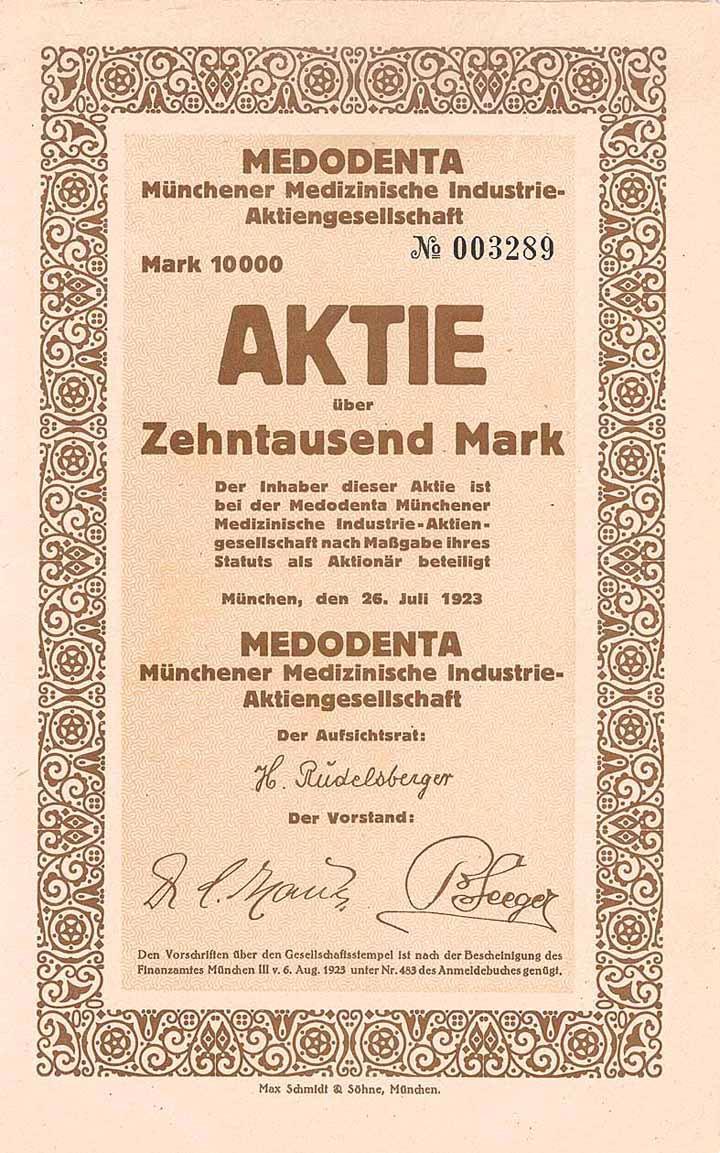 MEDODENTA
Münchener Medizinische Industrie-
Aktiengesellschaft
№ 003289
Mark 10000
AKTIE
über
Zehntausend Mark
Der Inhaber dieser Aktie ist
bei der Medodenta Münchener
Medizinische Industrie-Aktien-
gesellschaft nach Maßgabe ihres
Statuts als Aktionär beteiligt
München, den 26. Juli 1923
MEDODENTA
Münchener Medizinische Industrie-
Aktiengesellschaft
Der Aufsichtsrat:
H. Rüdelsberger
Der Vorstand:
Seeger
Den Vorschriften über den Gesellschaftsstempel ist nach der Bescheinigung des
Finanzamtes München III v. 6. Aug. 1923 unter Nr. 483 des Anmeldebuches genügt.
Max Schmidt & Söhne, München.